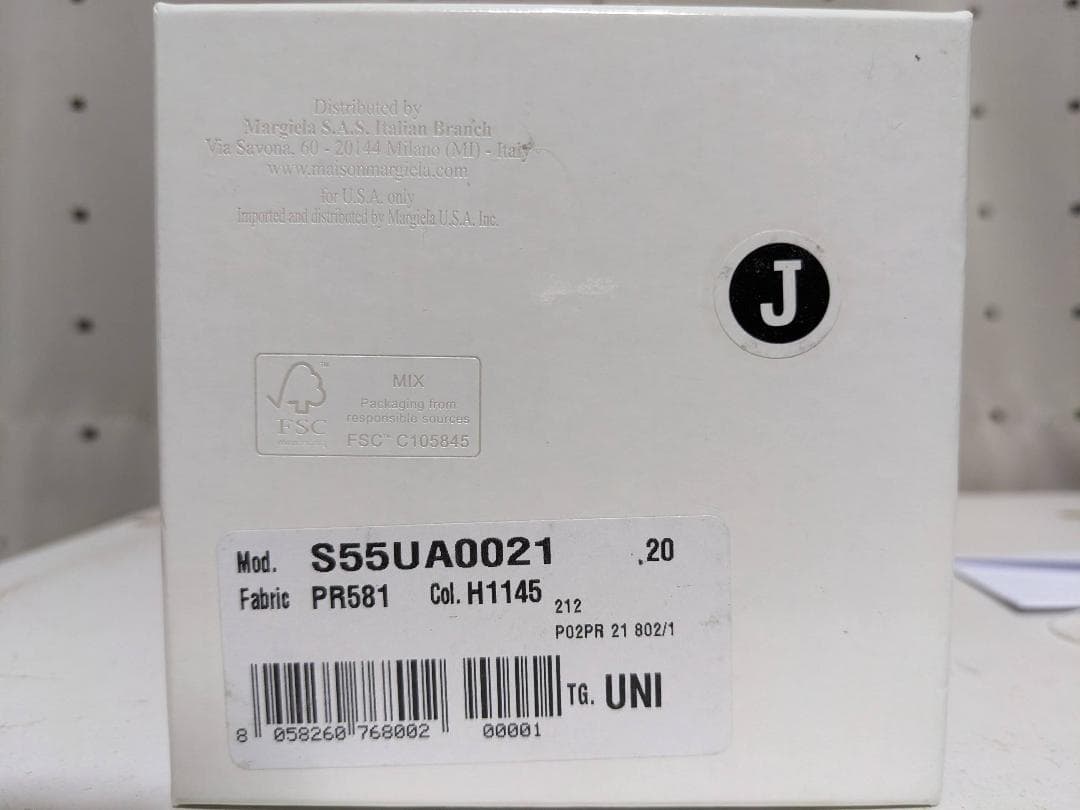 Distributed by
Margiela S.A.S. Italian Branch
Via Savona, 60 - 20144 Milano (MI) - Italy
www.maisonmargiela.com
for U.S.A. only
Imported and distributed by Margiela U.S.A. Inc.
J
™
MIX
Packaging from
responsible sources
FSC
FSC™ C105845
Mod. S55UA0021 .20
Fabric PR581 Col. H1145
212
P02PR 21 802/1
TG. UNI
8 058260 768002 00001